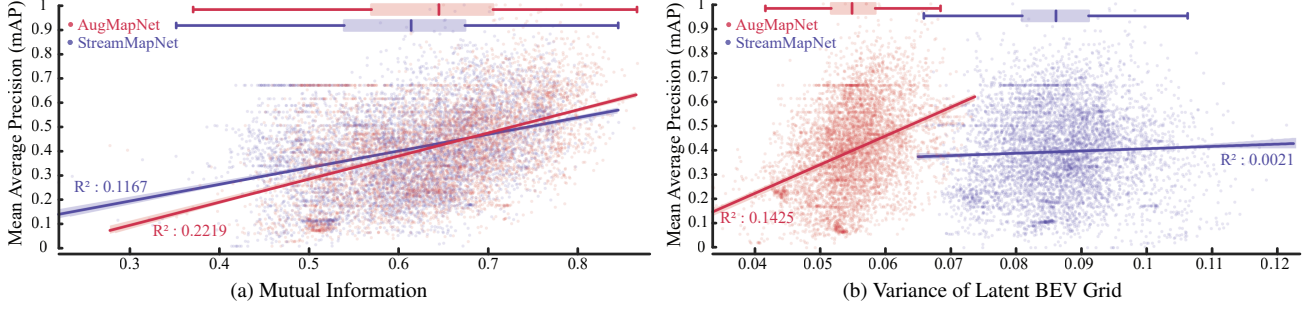 Mean Average Precision (mAP)
1
0.9
0.8
0.7
0.6
0.5
0.4
0.3
0.2
0.1
0
AugMapNet
StreamMapNet
R² : 0.1167
R² : 0.2219
0.3 0.4 0.5 0.6 0.7 0.8
(a) Mutual Information
Mean Average Precision (mAP)
1
0.9
0.8
0.7
0.6
0.5
0.4
0.3
0.2
0.1
0
AugMapNet
StreamMapNet
R² : 0.0021
R² : 0.1425
0.04 0.05 0.06 0.07 0.08 0.09 0.1 0.11 0.12
(b) Variance of Latent BEV Grid